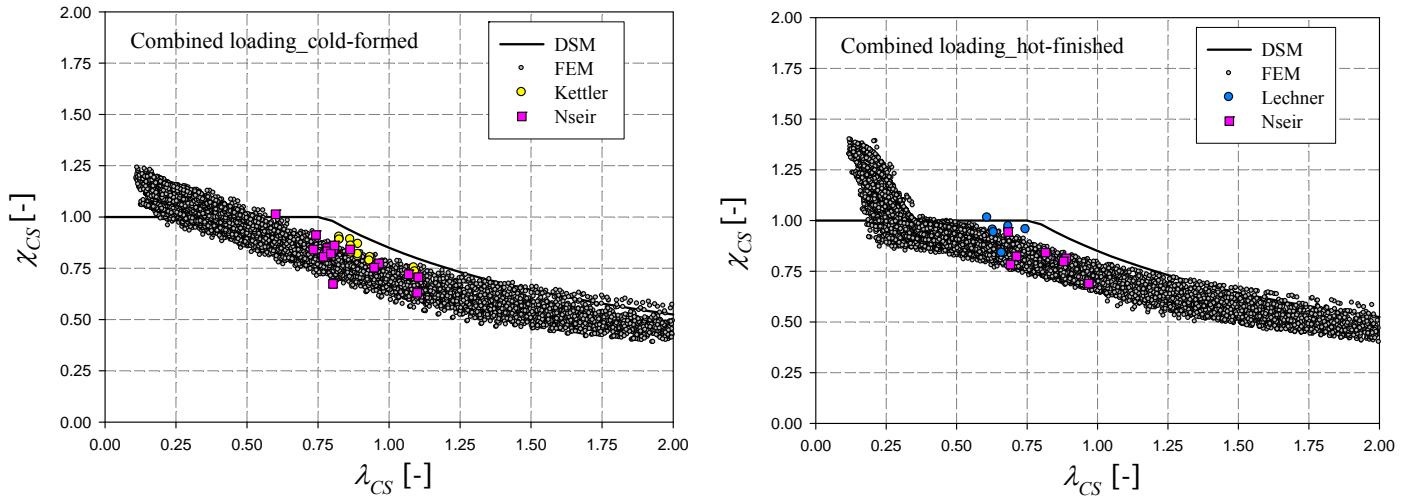 Combined loading_cold-formed
DSM
FEM
Kettler
Nseir
2.00
1.75
1.50
1.25
1.00
0.75
0.50
0.25
0.00
χCS [-]
0.00 0.25 0.50 0.75 1.00 1.25 1.50 1.75 2.00
λCS [-]
Combined loading_hot-finished
DSM
FEM
Lechner
Nseir
2.00
1.75
1.50
1.25
1.00
0.75
0.50
0.25
0.00
χCS [-]
0.00 0.25 0.50 0.75 1.00 1.25 1.50 1.75 2.00
λCS [-]